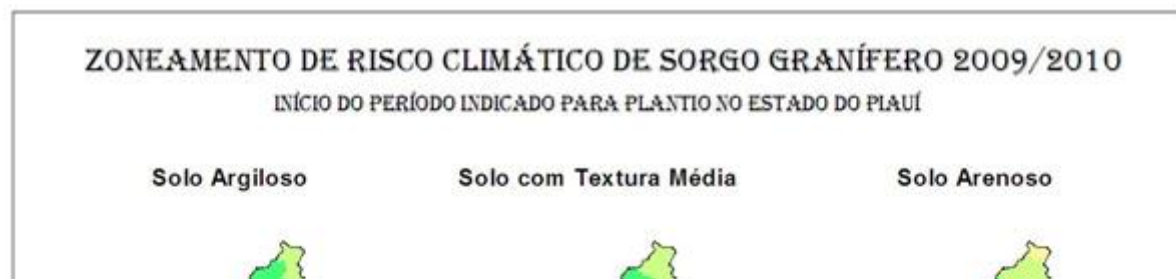 ZONEAMENTO DE RISCO CLIMÁTICO DE SORGO GRANÍFERO 2009/2010
INÍCIO DO PERÍODO INDICADO PARA PLANTIO NO ESTADO DO PIAUÍ
Solo Argiloso Solo com Textura Média Solo Arenoso